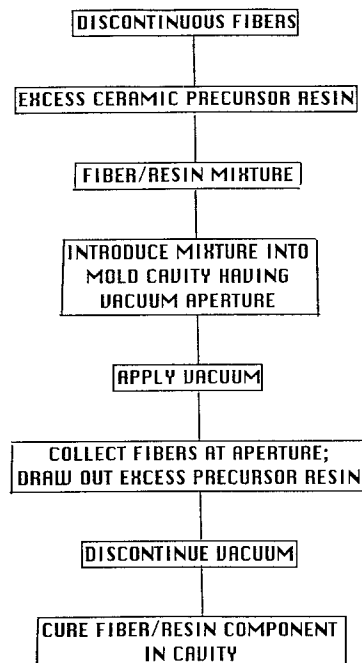 DISCONTINUOUS FIBERS
EXCESS CERAMIC PRECURSOR RESIN
FIBER/RESIN MIXTURE
INTRODUCE MIXTURE INTO
MOLD CAVITY HAVING
VACUUM APERTURE
APPLY VACUUM
COLLECT FIBERS AT APERTURE;
DRAW OUT EXCESS PRECURSOR RESIN
DISCONTINUE VACUUM
CURE FIBER/RESIN COMPONENT
IN CAVITY